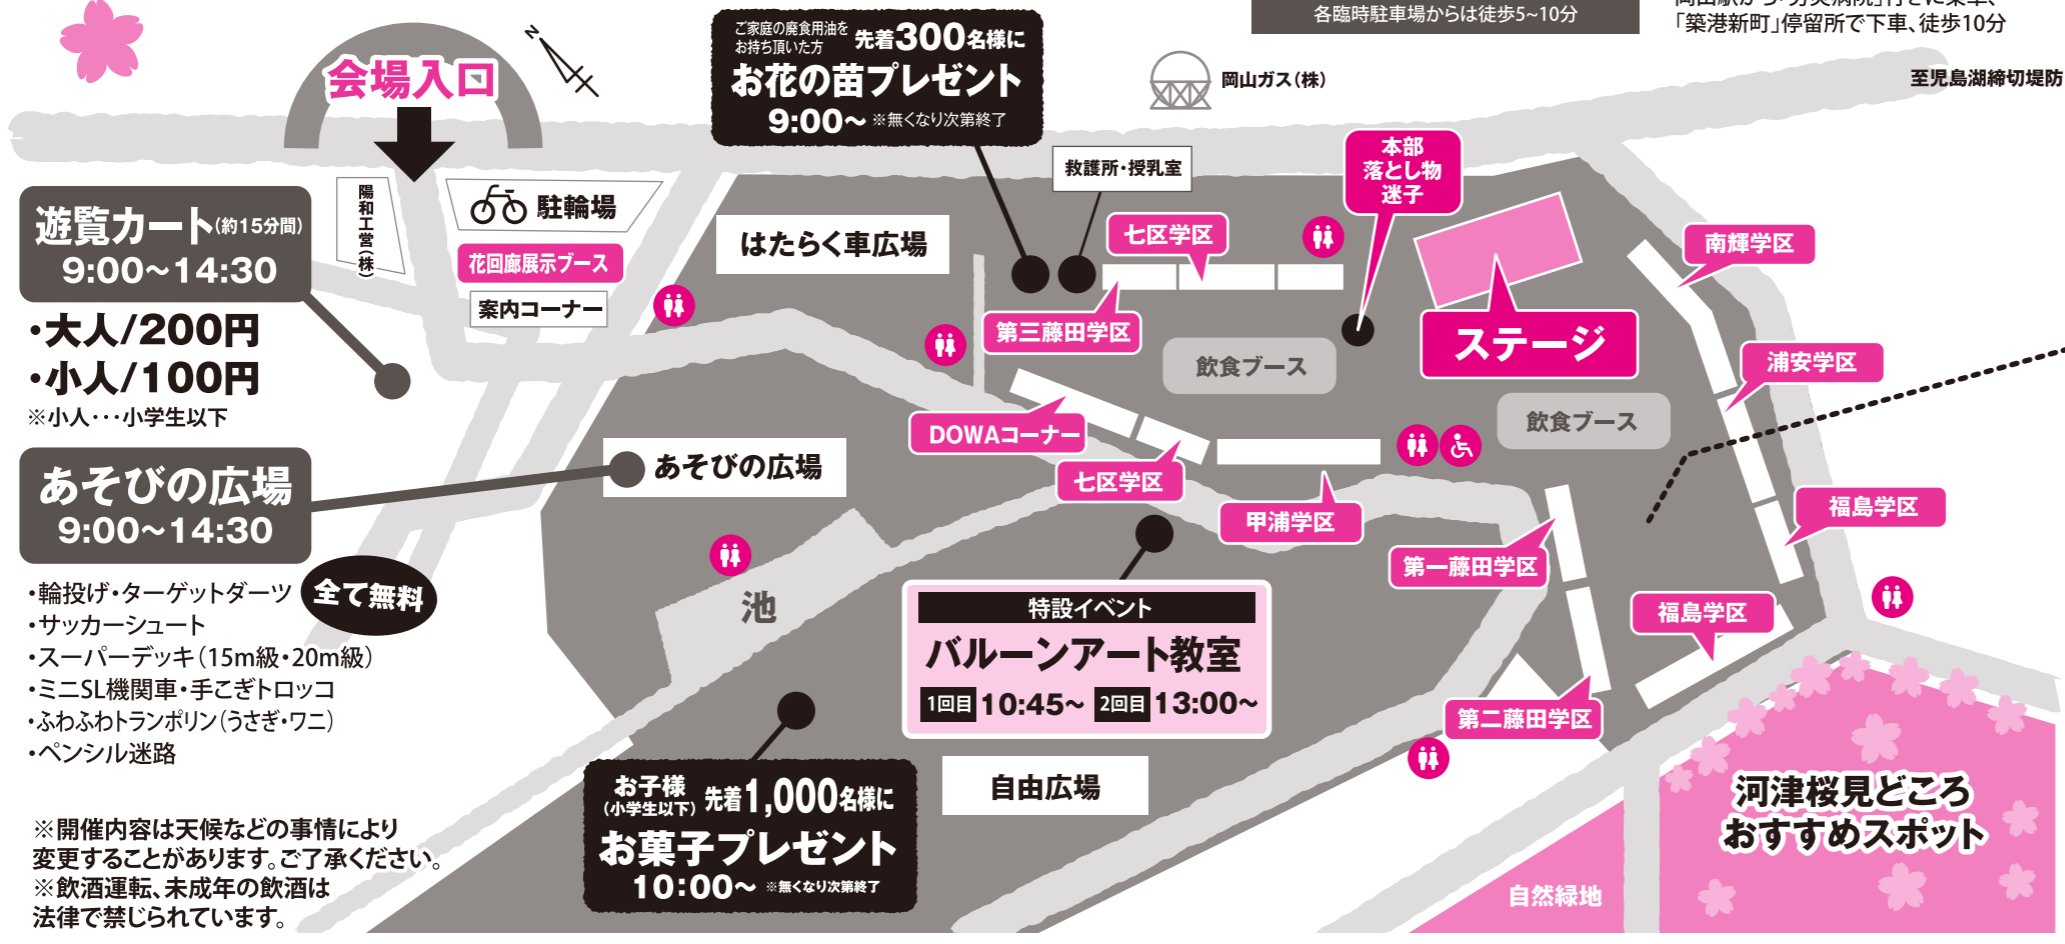 各臨時駐車場からは徒歩5~10分
「築港新町」停留所で下車、徒歩10分
至児島湖締切堤防
岡山ガス(株)
N
会場入口
ご家庭の廃食用油を
お持ち頂いた方
先着300名様に
お花の苗プレゼント
9:00〜 ※無くなり次第終了
救護所・授乳室
本部
落とし物
迷子
陽和工営(株)
駐輪場
花回廊展示ブース
案内コーナー
はたらく車広場
七区学区
第三藤田学区
ステージ
南輝学区
浦安学区
飲食ブース
飲食ブース
DOWAコーナー
七区学区
甲浦学区
福島学区
第一藤田学区
福島学区
第二藤田学区
遊覧カート(約15分間)
9:00〜14:30
・大人/200円
・小人/100円
※小人・・・小学生以下
あそびの広場
9:00〜14:30
あそびの広場
全て無料
・輪投げ・ターゲットダーツ
・サッカーシュート
・スーパーデッキ(15m級・20m級)
・ミニSL機関車・手こぎトロッコ
・ふわふわトランポリン(うさぎ・ワニ)
・ペンシル迷路
池
特設イベント
バルーンアート教室
1回目 10:45〜 2回目 13:00〜
お子様
(小学生以下)
先着1,000名様に
お菓子プレゼント
10:00〜 ※無くなり次第終了
自由広場
河津桜見どころ
おすすめスポット
自然緑地
※開催内容は天候などの事情により
変更することがあります。ご了承ください。
※飲酒運転、未成年の飲酒は
法律で禁じられています。